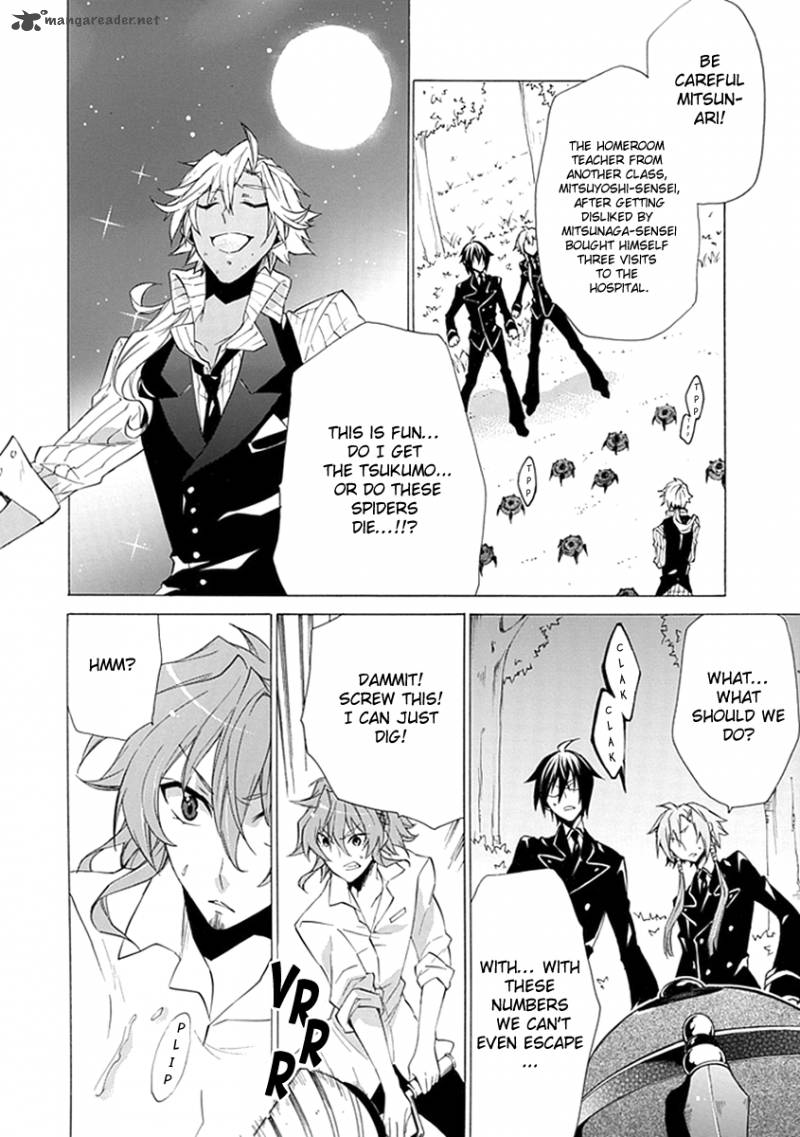 mangareader.net
BE
CAREFUL
MITSUN-
ARI!
THE HOMEROOM
TEACHER FROM
ANOTHER CLASS,
MITSUYOSHI-SENSEI,
AFTER GETTING
DISLIKED BY
MITSUNAGA-SENSEI
BOUGHT HIMSELF
THREE VISITS
TO THE
HOSPITAL.
TPP...
TPP
THIS IS FUN...
DO I GET
THE TSUKUMO...
OR DO THESE
SPIDERS
DIE...!!?
WHAT...
WHAT
SHOULD WE
DO?
CLAK
CLAK
WITH... WITH
THESE
NUMBERS
WE CAN'T
EVEN ESCAPE
...
DAMMIT!
SCREW THIS!
I CAN JUST
DIG!
VRRRR
HMM?
PLIP